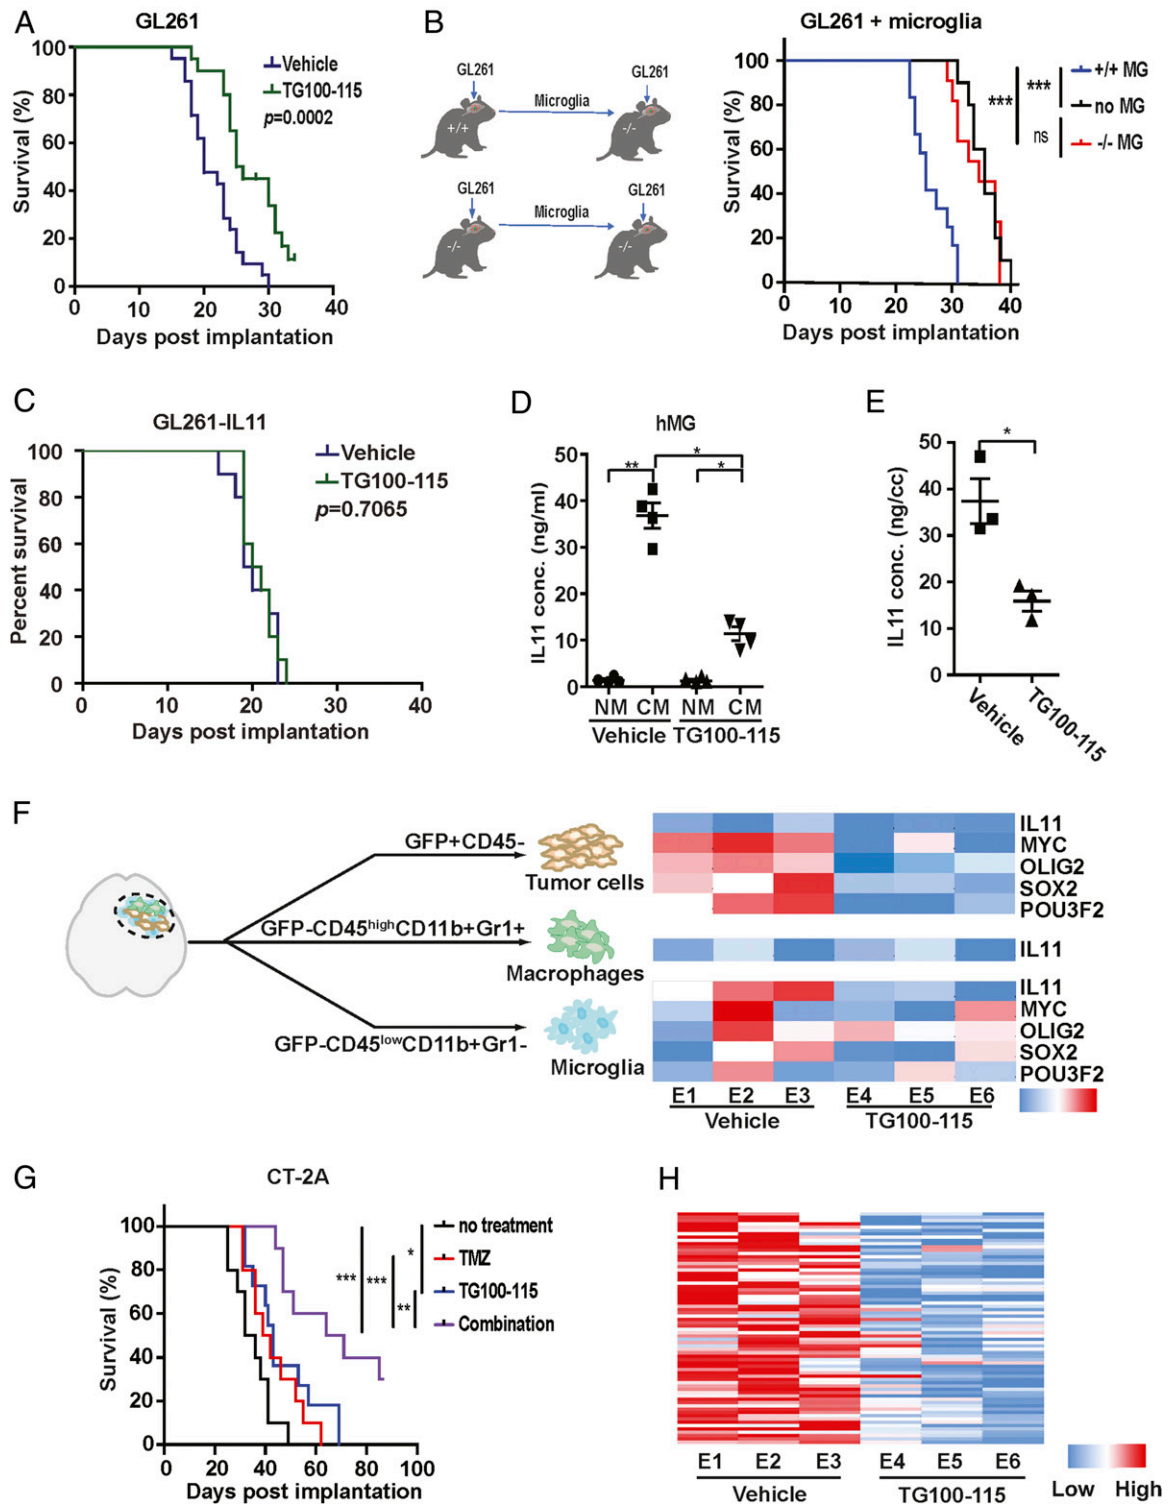 A
GL261
Survival (%)
100
80
60
40
20
0
0 10 20 30 40
Days post implantation
Vehicle
TG100-115
p=0.0002
B
GL261
GL261
Microglia
+/+
-/-
GL261
GL261
Microglia
-/-
-/-
GL261 + microglia
Survival (%)
100
80
60
40
20
0
0 10 20 30 40
Days post implantation
***
***
ns
+/+ MG
no MG
-/- MG
C
GL261-IL11
Percent survival
100
80
60
40
20
0
0 10 20 30 40
Days post implantation
Vehicle
TG100-115
p=0.7065
D
hMG
IL11 conc. (ng/ml)
50
40
30
20
10
0
**
*
*
NM CM NM CM
Vehicle TG100-115
E
IL11 conc. (ng/cc)
50
40
30
20
10
0
*
Vehicle
TG100-115
F
GFP+CD45-
Tumor cells
GFP-CD45highCD11b+Gr1+
Macrophages
GFP-CD45lowCD11b+Gr1-
Microglia
IL11
MYC
OLIG2
SOX2
POU3F2
IL11
IL11
MYC
OLIG2
SOX2
POU3F2
E1 E2 E3 E4 E5 E6
Vehicle TG100-115
G
CT-2A
Survival (%)
100
80
60
40
20
0
0 20 40 60 80 100
Days post implantation
***
***
**
*
no treatment
TMZ
TG100-115
Combination
H
E1 E2 E3 E4 E5 E6
Vehicle TG100-115
Low High